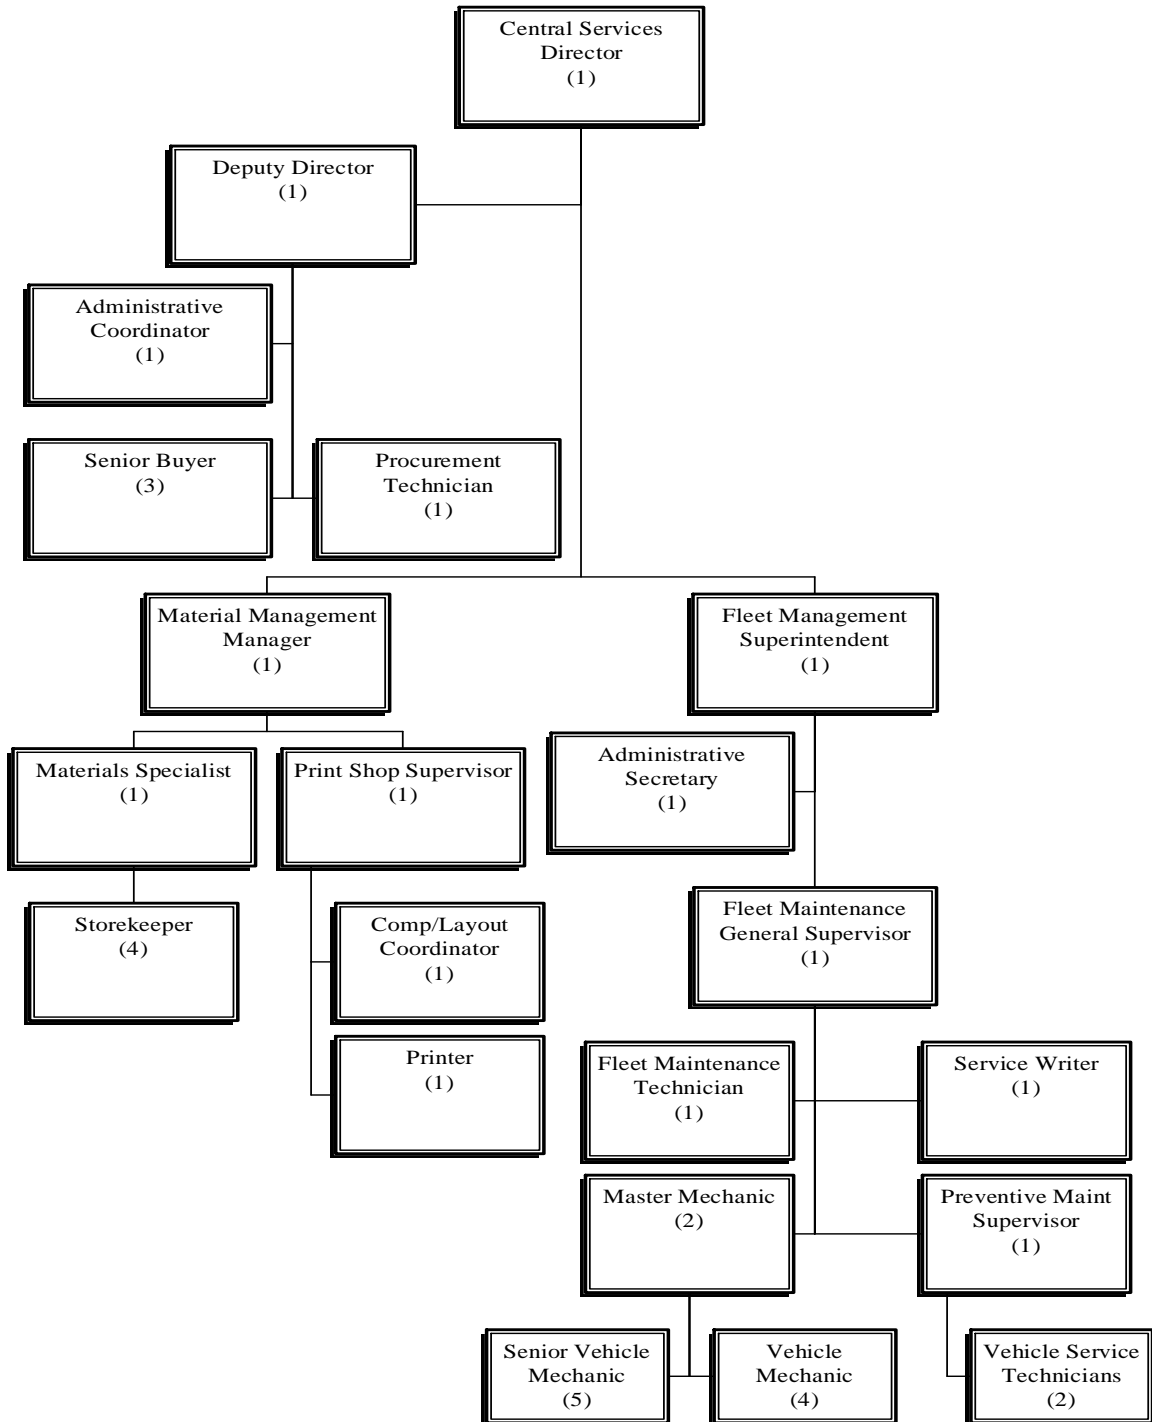 Central Services
Director
(1)
Deputy Director
(1)
Administrative
Coordinator
(1)
Senior Buyer
(3)
Procurement
Technician
(1)
Material Management
Manager
(1)
Fleet Management
Superintendent
(1)
Materials Specialist
(1)
Print Shop Supervisor
(1)
Administrative
Secretary
(1)
Storekeeper
(4)
Comp/Layout
Coordinator
(1)
Fleet Maintenance
General Supervisor
(1)
Printer
(1)
Fleet Maintenance
Technician
(1)
Service Writer
(1)
Master Mechanic
(2)
Preventive Maint
Supervisor
(1)
Senior Vehicle
Mechanic
(5)
Vehicle
Mechanic
(4)
Vehicle Service
Technicians
(2)